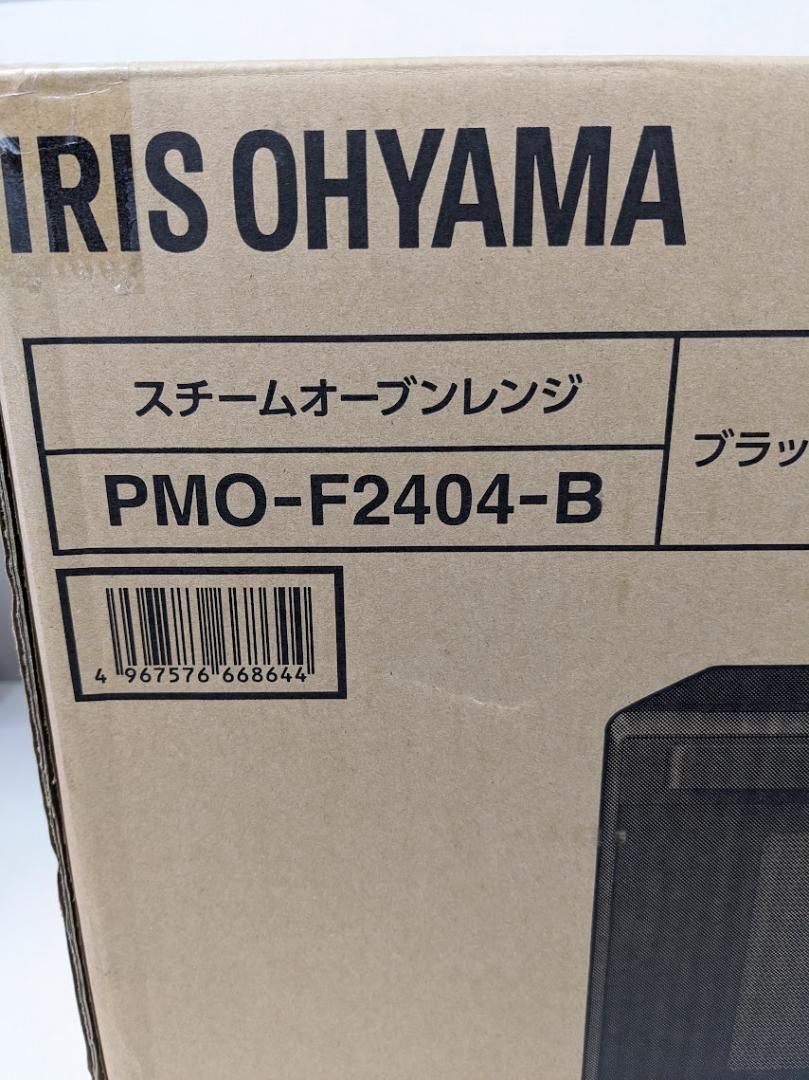 IRIS OHYAMA
スチームオーブンレンジ
ブラッ
PMO-F2404-B
4 967576 668644